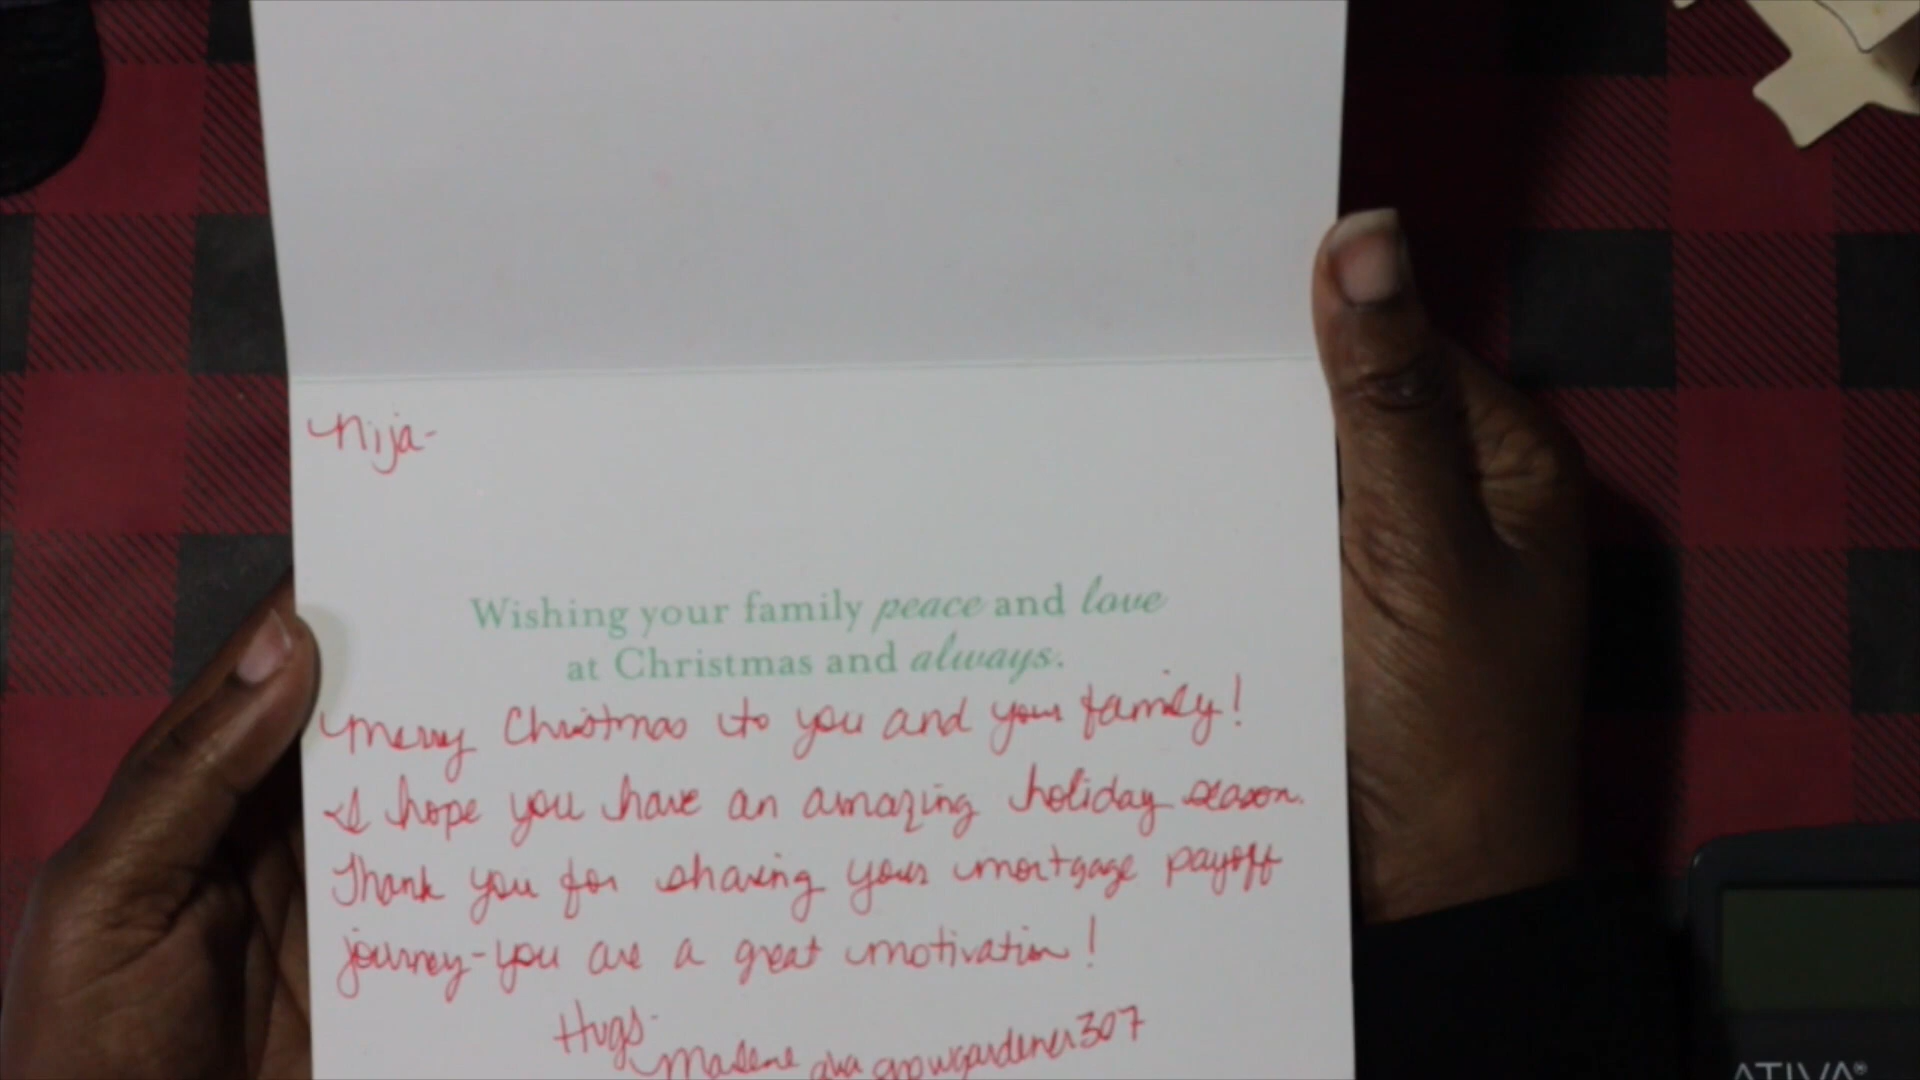 Nija-
Wishing your family peace and love
at Christmas and always.
Merry Christmas to you and your family!
I hope you have an amazing holiday season.
Thank you for sharing your mortgage payoff
journey-you are a great motivation!
Hugs-
aka gardener307
ATIVA®